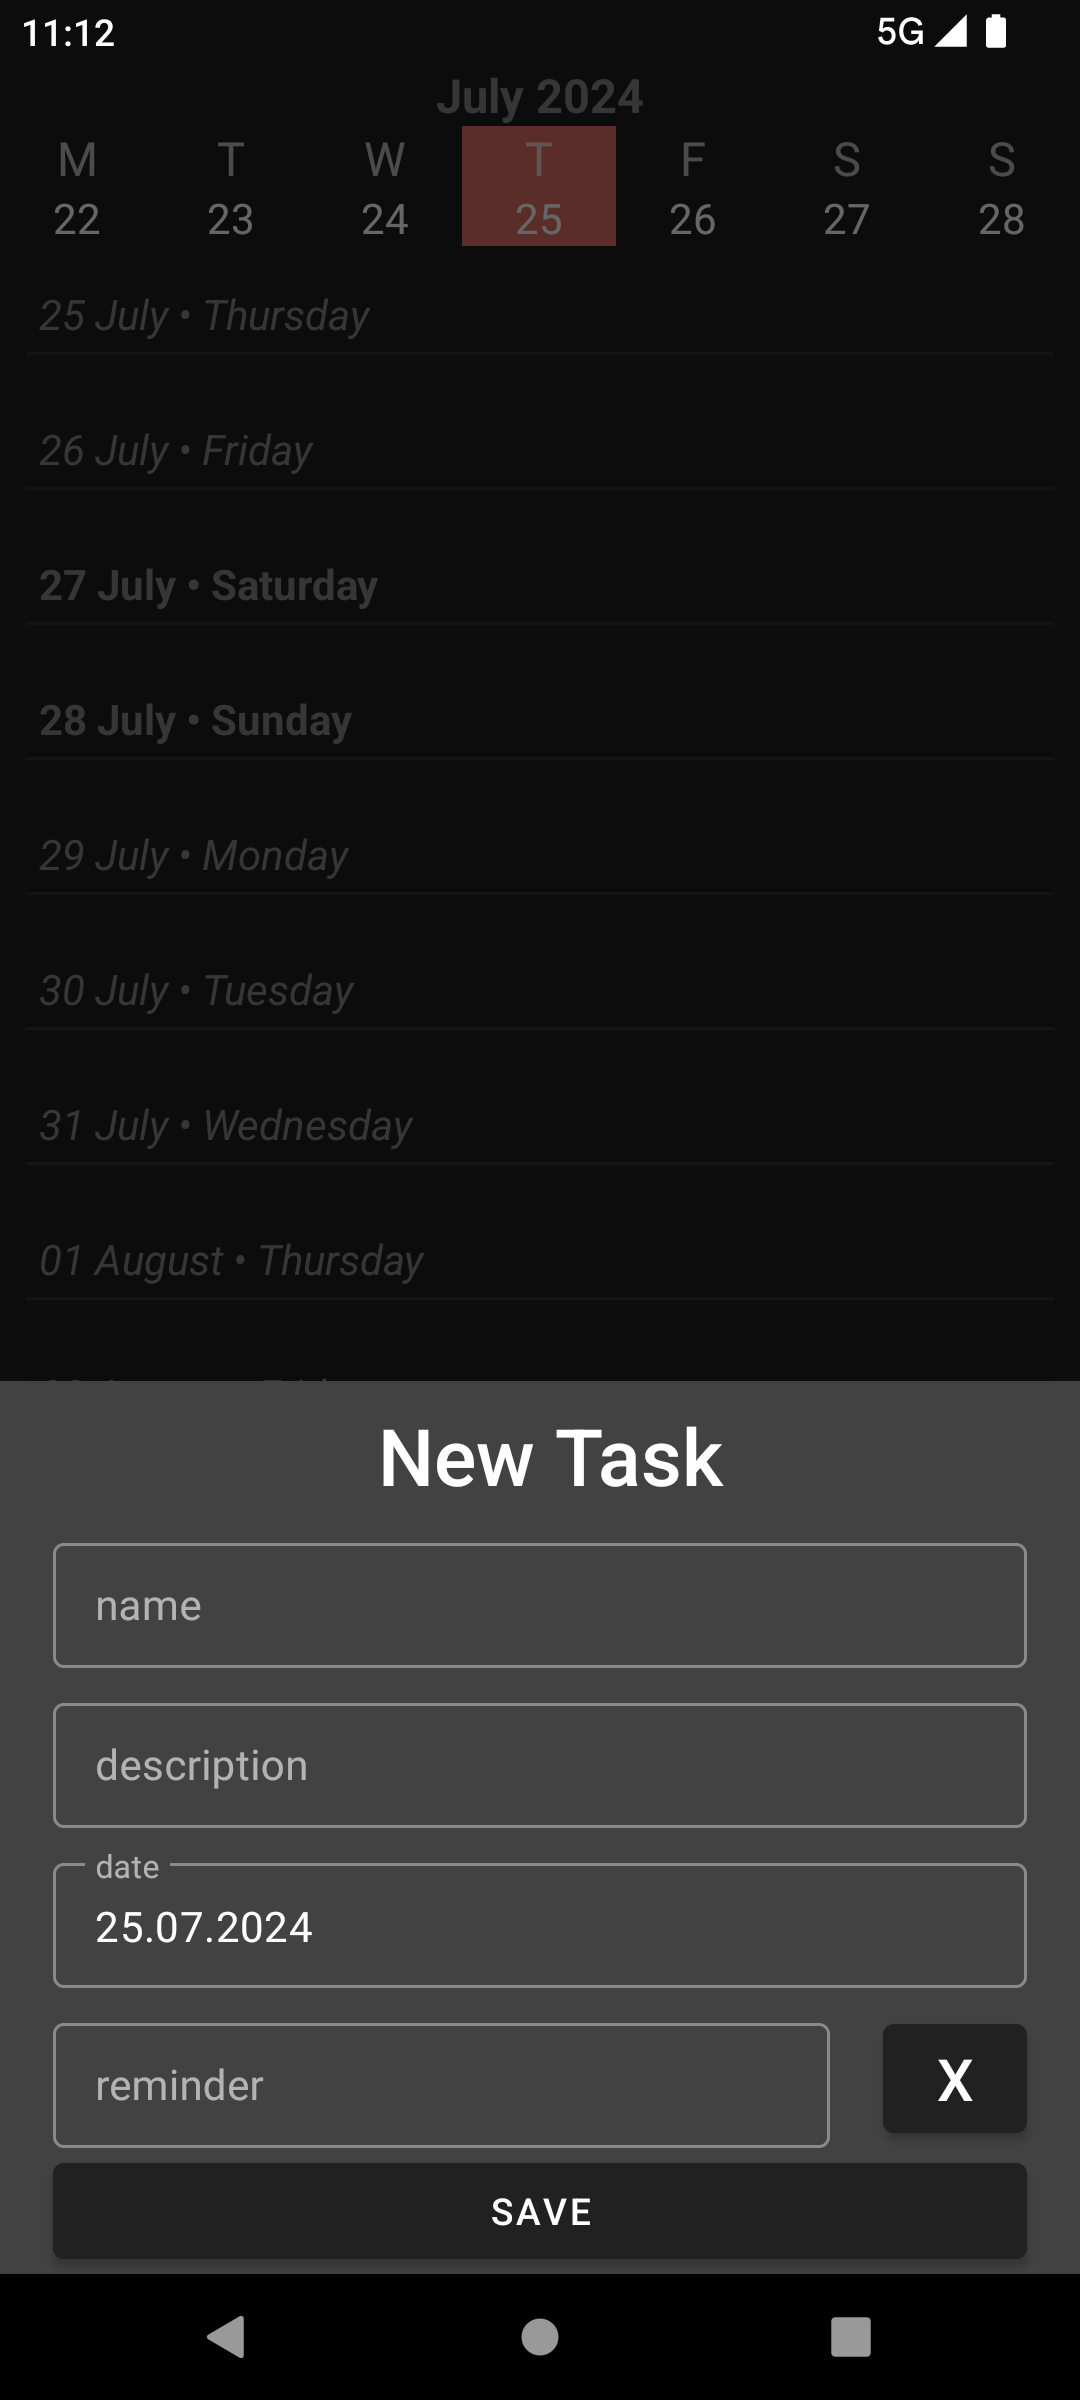 11:12 5G
July 2024
M T W T F S S
22 23 24 25 26 27 28
25 July • Thursday
26 July • Friday
27 July • Saturday
28 July • Sunday
29 July • Monday
30 July • Tuesday
31 July • Wednesday
01 August • Thursday
New Task
name
description
date
25.07.2024
reminder
X
SAVE